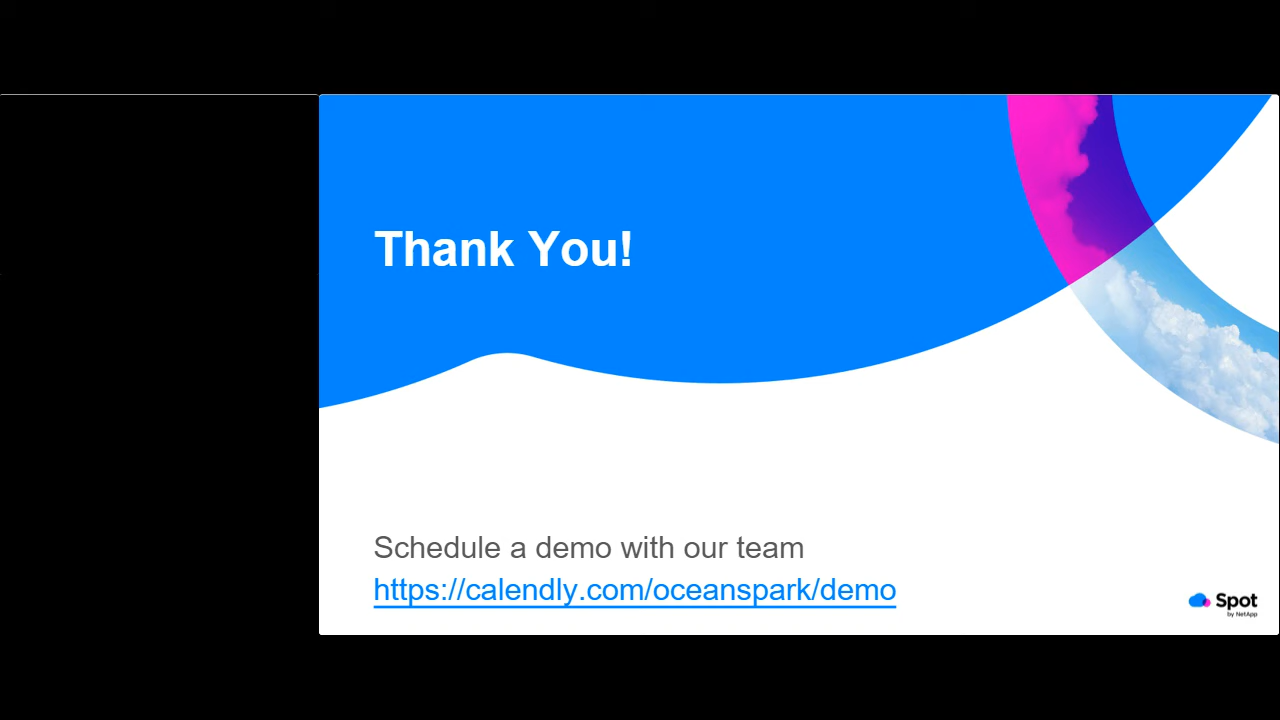 Thank You!
Schedule a demo with our team
https://calendly.com/oceanspark/demo
Spot
by NetApp